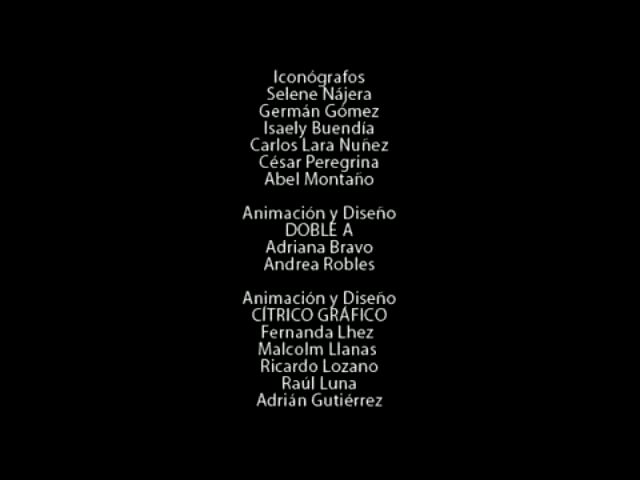 Iconógrafos
Selene Nájera
Germán Gómez
Isaely Buendía
Carlos Lara Nuñez
César Peregrina
Abel Montaño
Animación y Diseño
DOBLE A
Adriana Bravo
Andrea Robles
Animación y Diseño
CÍTRICO GRÁFICO
Fernanda Lhez
Malcolm Llanas
Ricardo Lozano
Raúl Luna
Adrián Gutiérrez